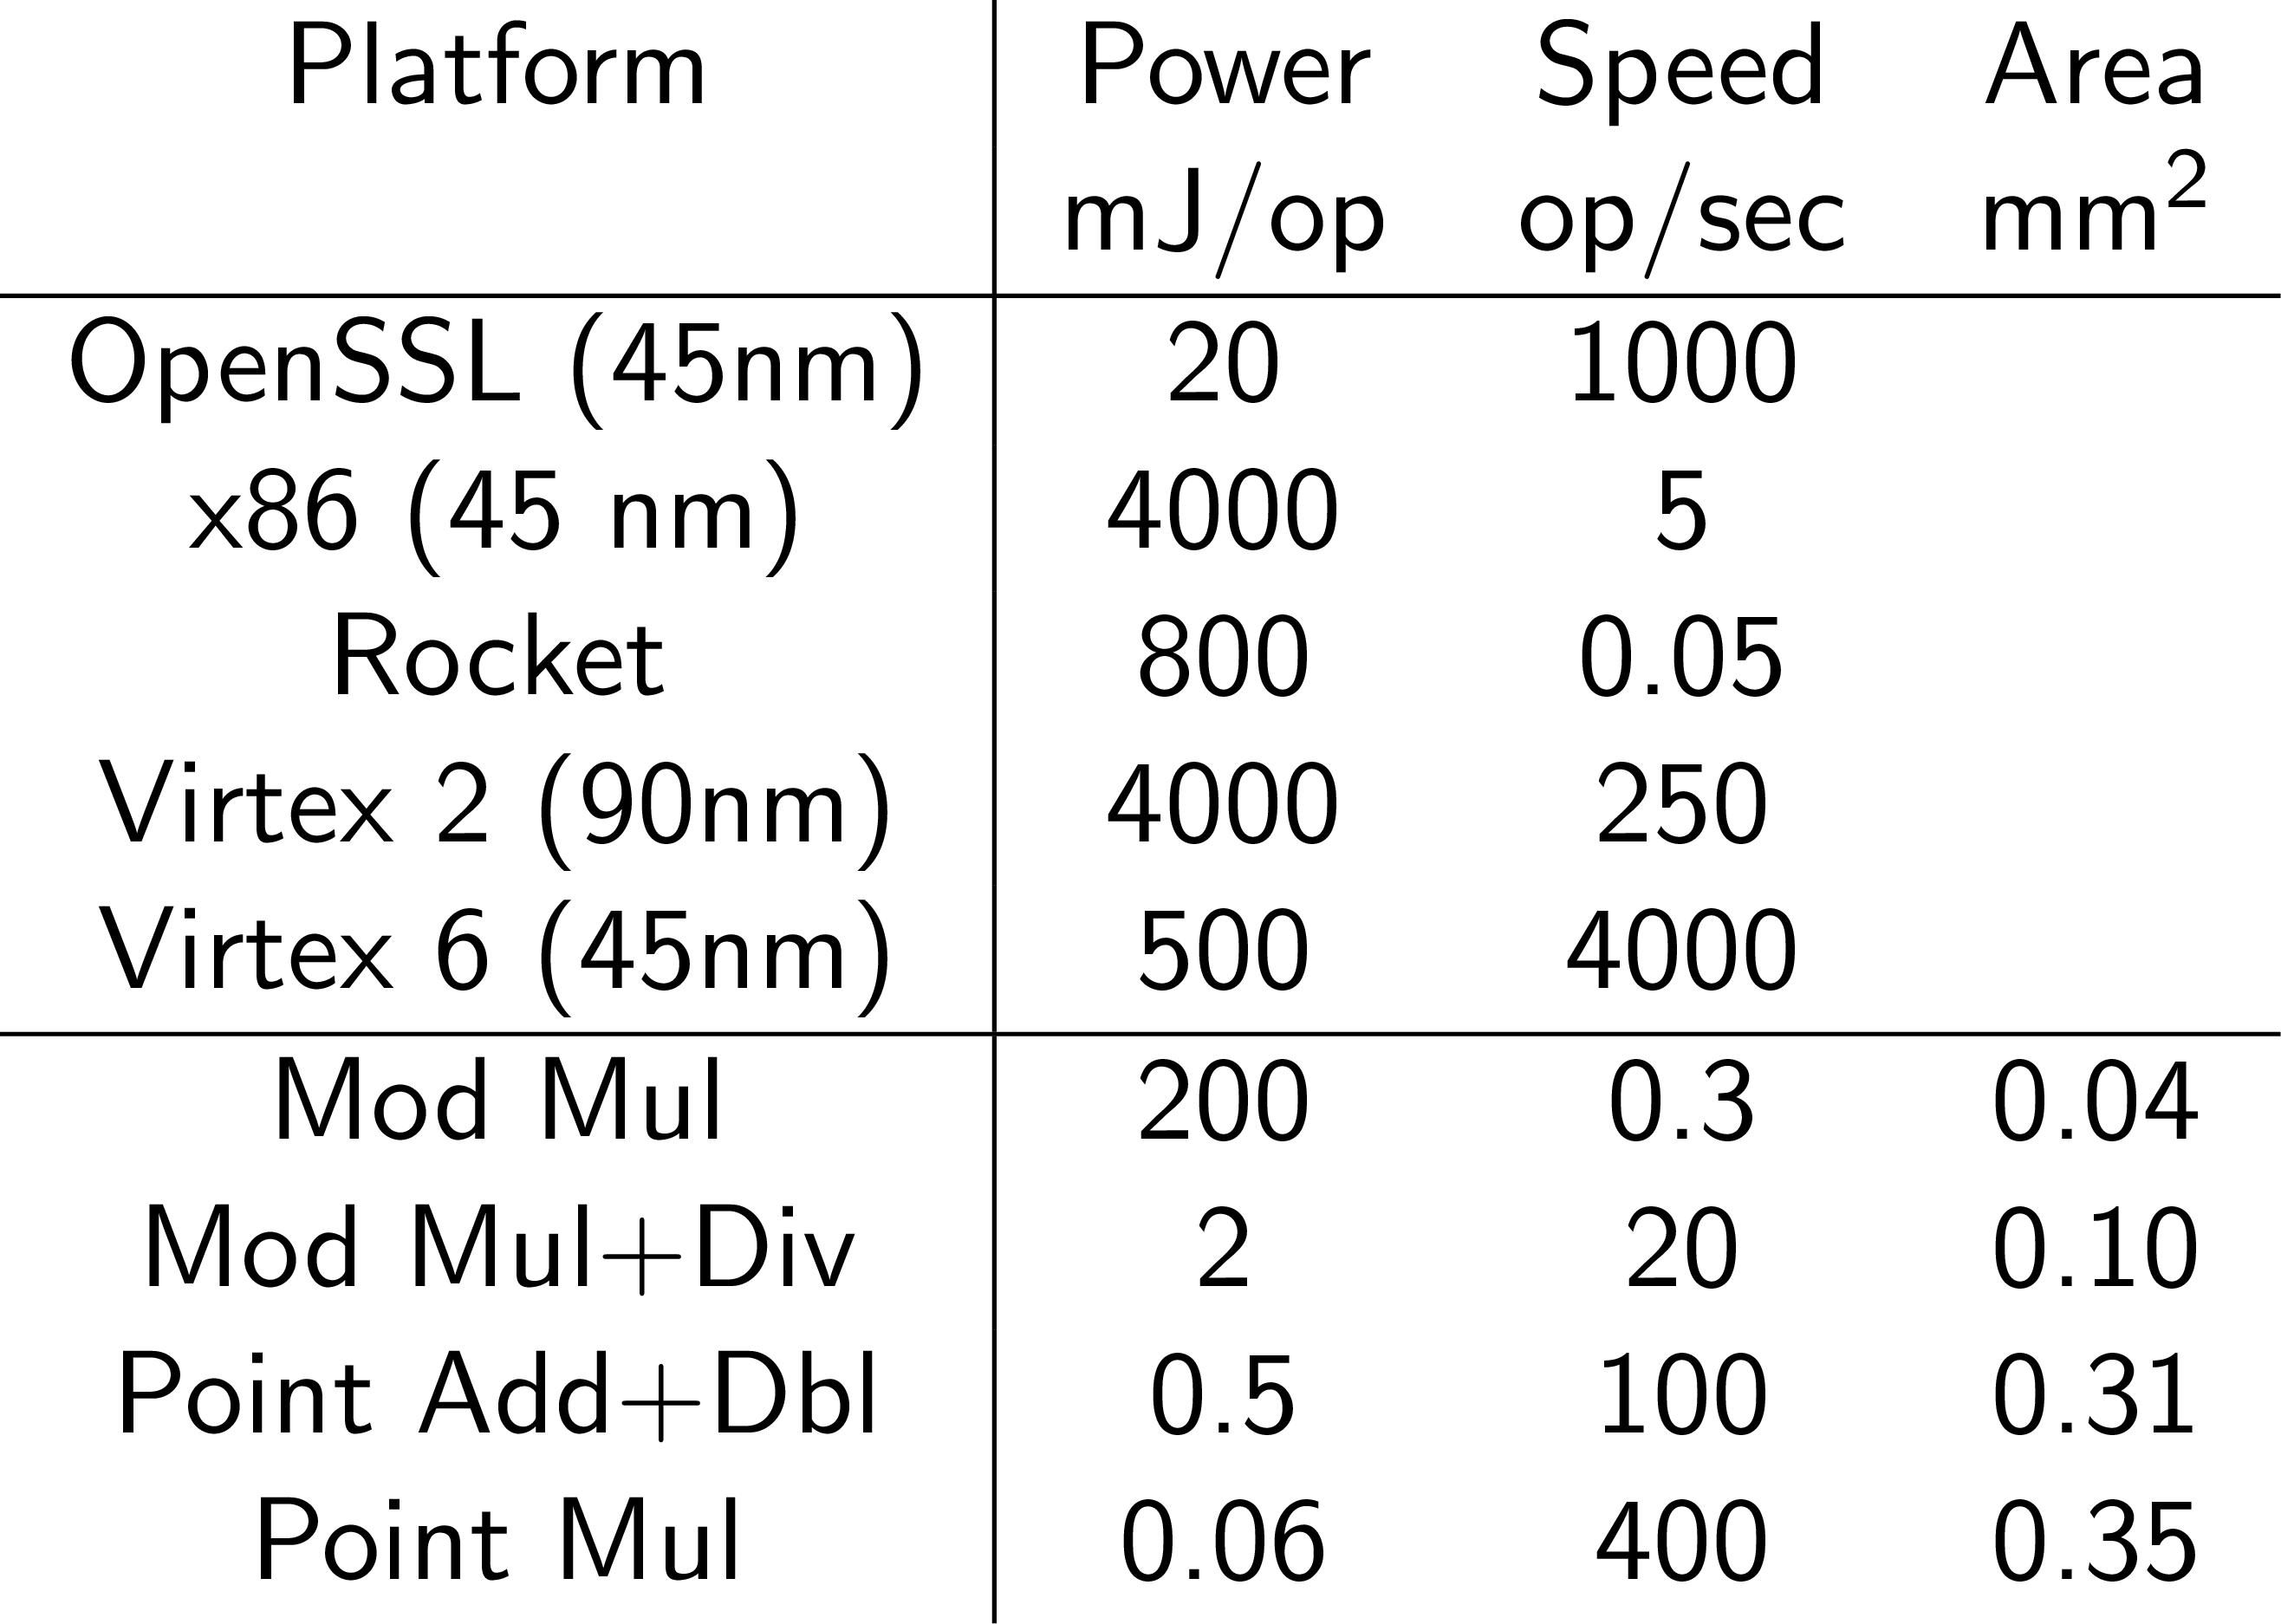 Platform Power Speed Area
mJ/op op/sec mm²
OpenSSL (45nm) 20 1000
x86 (45 nm) 4000 5
Rocket 800 0.05
Virtex 2 (90nm) 4000 250
Virtex 6 (45nm) 500 4000
Mod Mul 200 0.3 0.04
Mod Mul+Div 2 20 0.10
Point Add+Dbl 0.5 100 0.31
Point Mul 0.06 400 0.35